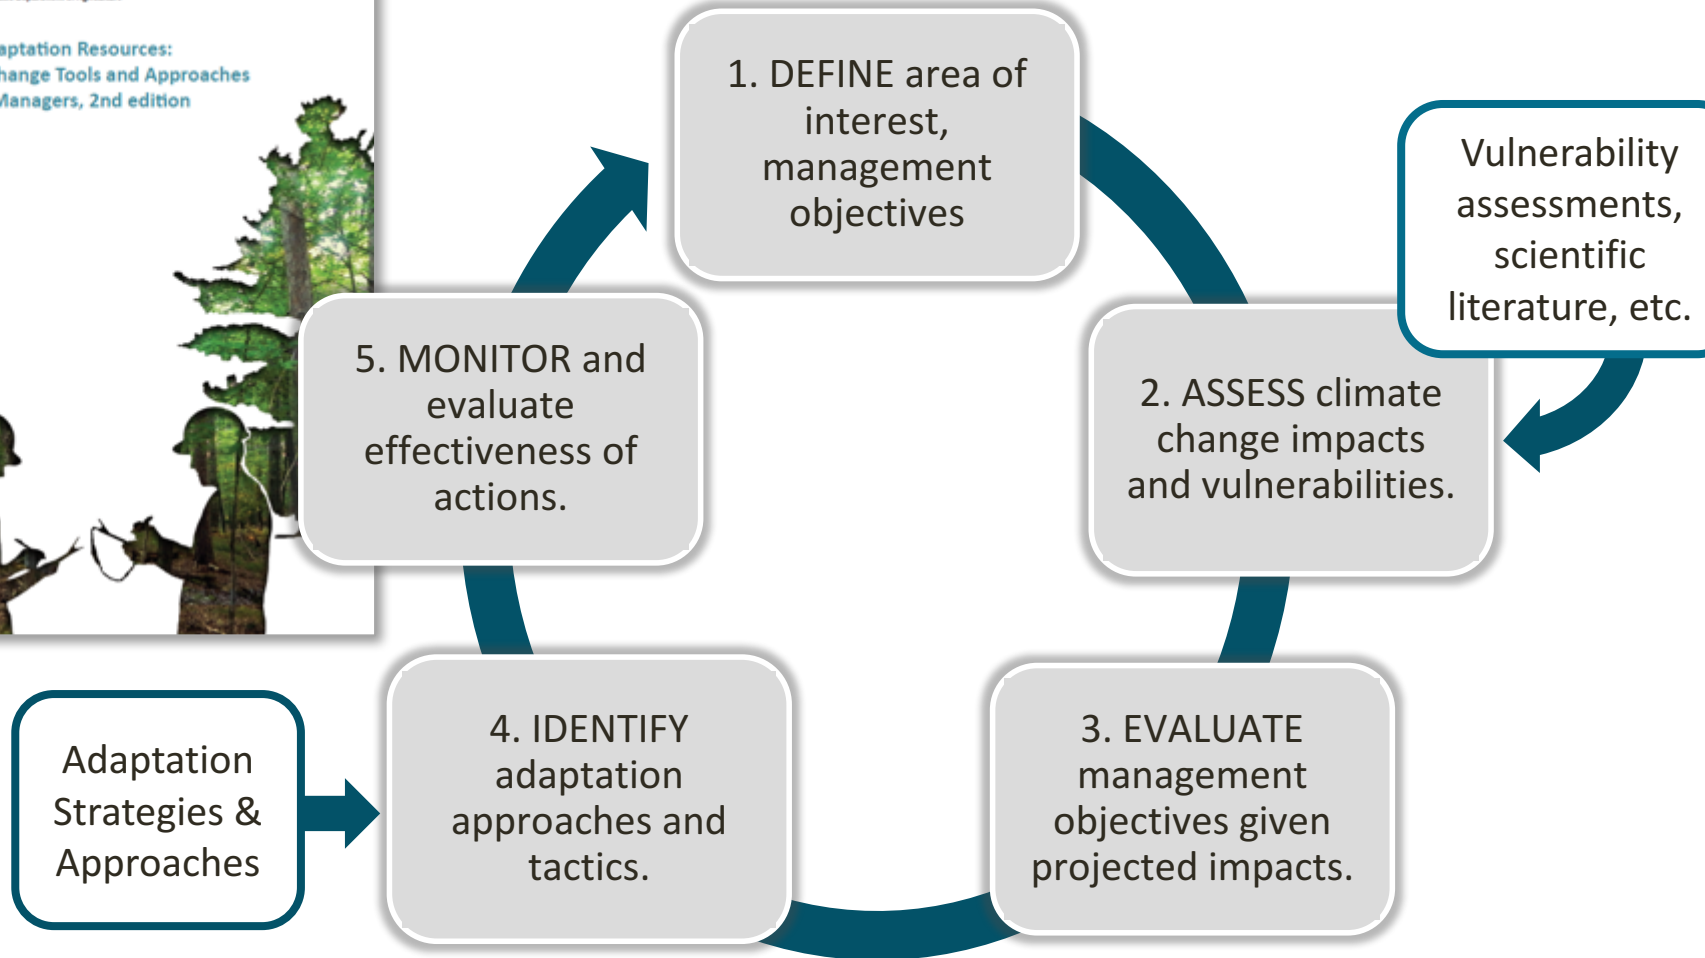 aptation Resources:
hange Tools and Approaches
Managers, 2nd edition
1. DEFINE area of
interest,
management
objectives
Vulnerability
assessments,
scientific
literature, etc.
2. ASSESS climate
change impacts
and vulnerabilities.
3. EVALUATE
management
objectives given
projected impacts.
4. IDENTIFY
adaptation
approaches and
tactics.
Adaptation
Strategies &
Approaches
5. MONITOR and
evaluate
effectiveness of
actions.